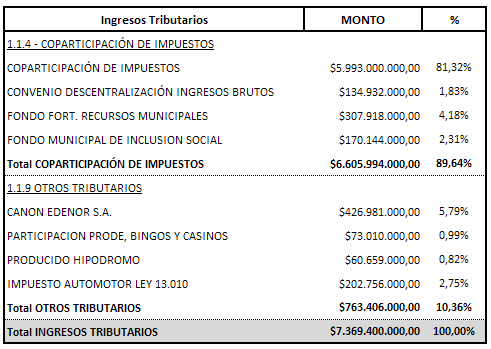 Ingresos Tributarios MONTO %
1.1.4 - COPARTICIPACIÓN DE IMPUESTOS
COPARTICIPACIÓN DE IMPUESTOS $5.993.000.000,00 81,32%
CONVENIO DESCENTRALIZACIÓN INGRESOS BRUTOS $134.932.000,00 1,83%
FONDO FORT. RECURSOS MUNICIPALES $307.918.000,00 4,18%
FONDO MUNICIPAL DE INCLUSION SOCIAL $170.144.000,00 2,31%
Total COPARTICIPACIÓN DE IMPUESTOS $6.605.994.000,00 89,64%
1.1.9 OTROS TRIBUTARIOS
CANON EDENOR S.A. $426.981.000,00 5,79%
PARTICIPACION PRODE, BINGOS Y CASINOS $73.010.000,00 0,99%
PRODUCIDO HIPODROMO $60.659.000,00 0,82%
IMPUESTO AUTOMOTOR LEY 13.010 $202.756.000,00 2,75%
Total OTROS TRIBUTARIOS $763.406.000,00 10,36%
Total INGRESOS TRIBUTARIOS $7.369.400.000,00 100,00%